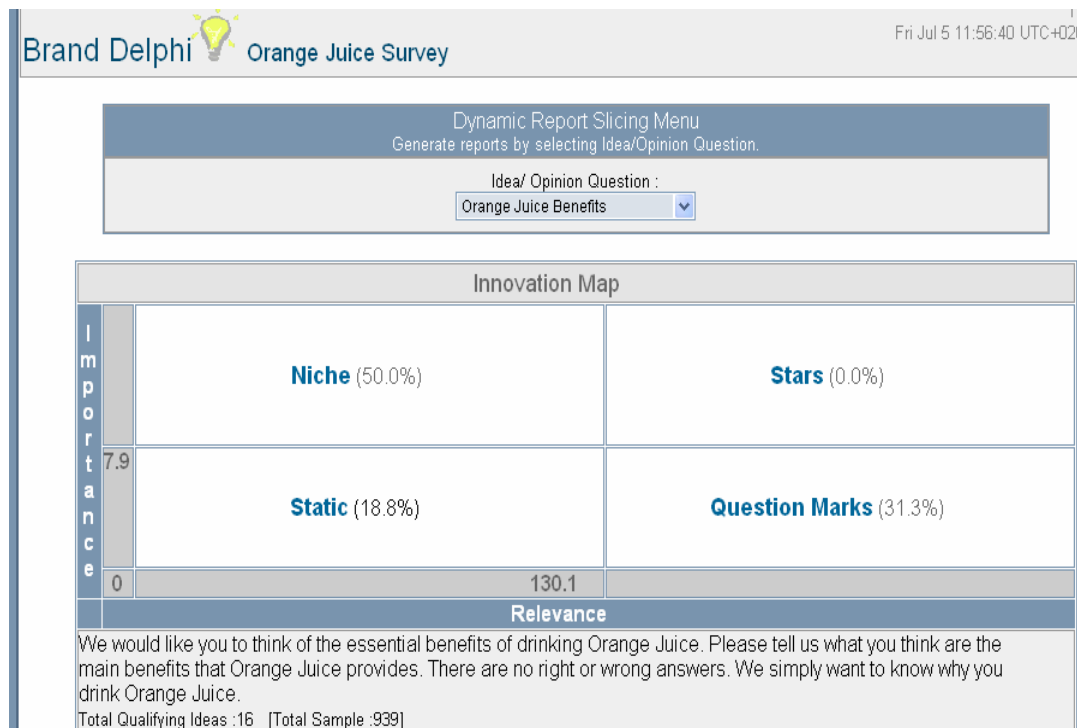 Fri Jul 5 11:56:40 UTC+02
Brand Delphi Orange Juice Survey
Dynamic Report Slicing Menu
Generate reports by selecting Idea/Opinion Question.
Idea/ Opinion Question :
Orange Juice Benefits
Innovation Map
Importance
Niche (50.0%)
Stars (0.0%)
7.9
Static (18.8%)
Question Marks (31.3%)
0
130.1
Relevance
We would like you to think of the essential benefits of drinking Orange Juice. Please tell us what you think are the
main benefits that Orange Juice provides. There are no right or wrong answers. We simply want to know why you
drink Orange Juice.
Total Qualifying Ideas :16 [Total Sample :939]